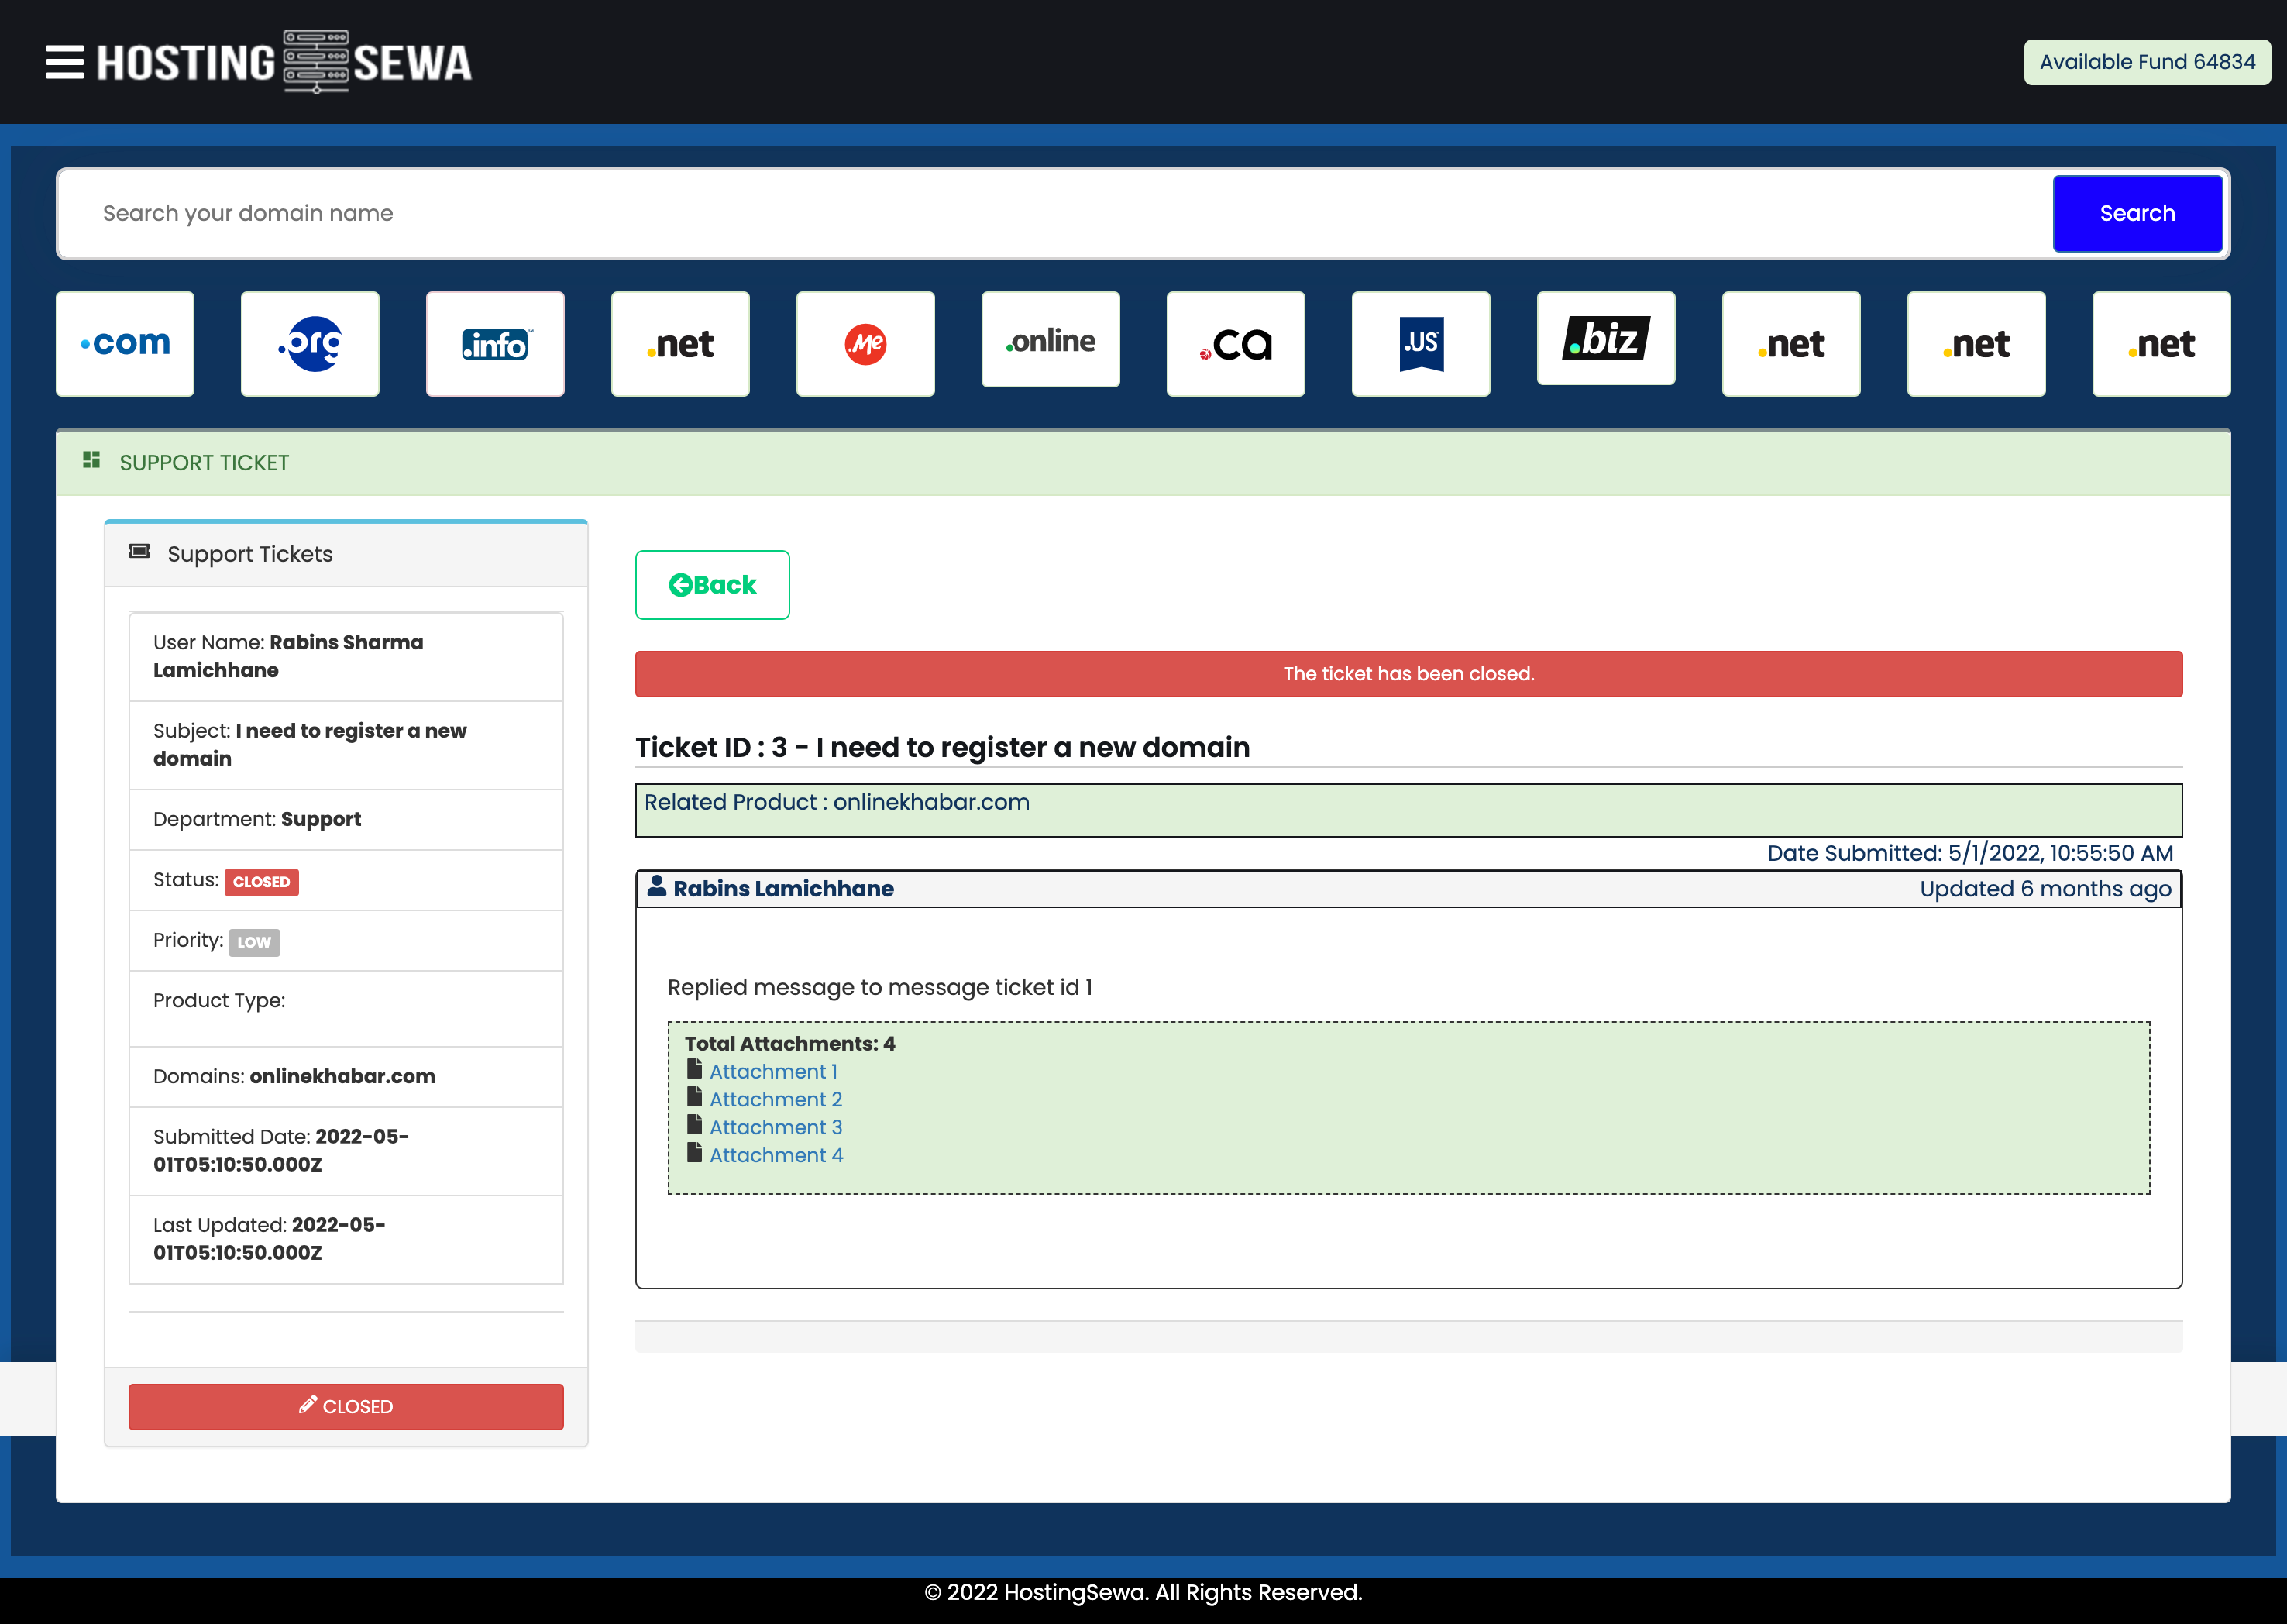 HOSTING SEWA
Available Fund 64834
Search your domain name
Search
.com
.org
.info
.net
.Me
.online
.ca
.US
.biz
.net
.net
.net
SUPPORT TICKET
Support Tickets
User Name: Rabins Sharma
Lamichhane
Subject: I need to register a new
domain
Department: Support
Status: CLOSED
Priority: LOW
Product Type:
Domains: onlinekhabar.com
Submitted Date: 2022-05-
01T05:10:50.000Z
Last Updated: 2022-05-
01T05:10:50.000Z
CLOSED
Back
The ticket has been closed.
Ticket ID : 3 - I need to register a new domain
Related Product : onlinekhabar.com
Date Submitted: 5/1/2022, 10:55:50 AM
Rabins Lamichhane
Updated 6 months ago
Replied message to message ticket id 1
Total Attachments: 4
Attachment 1
Attachment 2
Attachment 3
Attachment 4
© 2022 HostingSewa. All Rights Reserved.